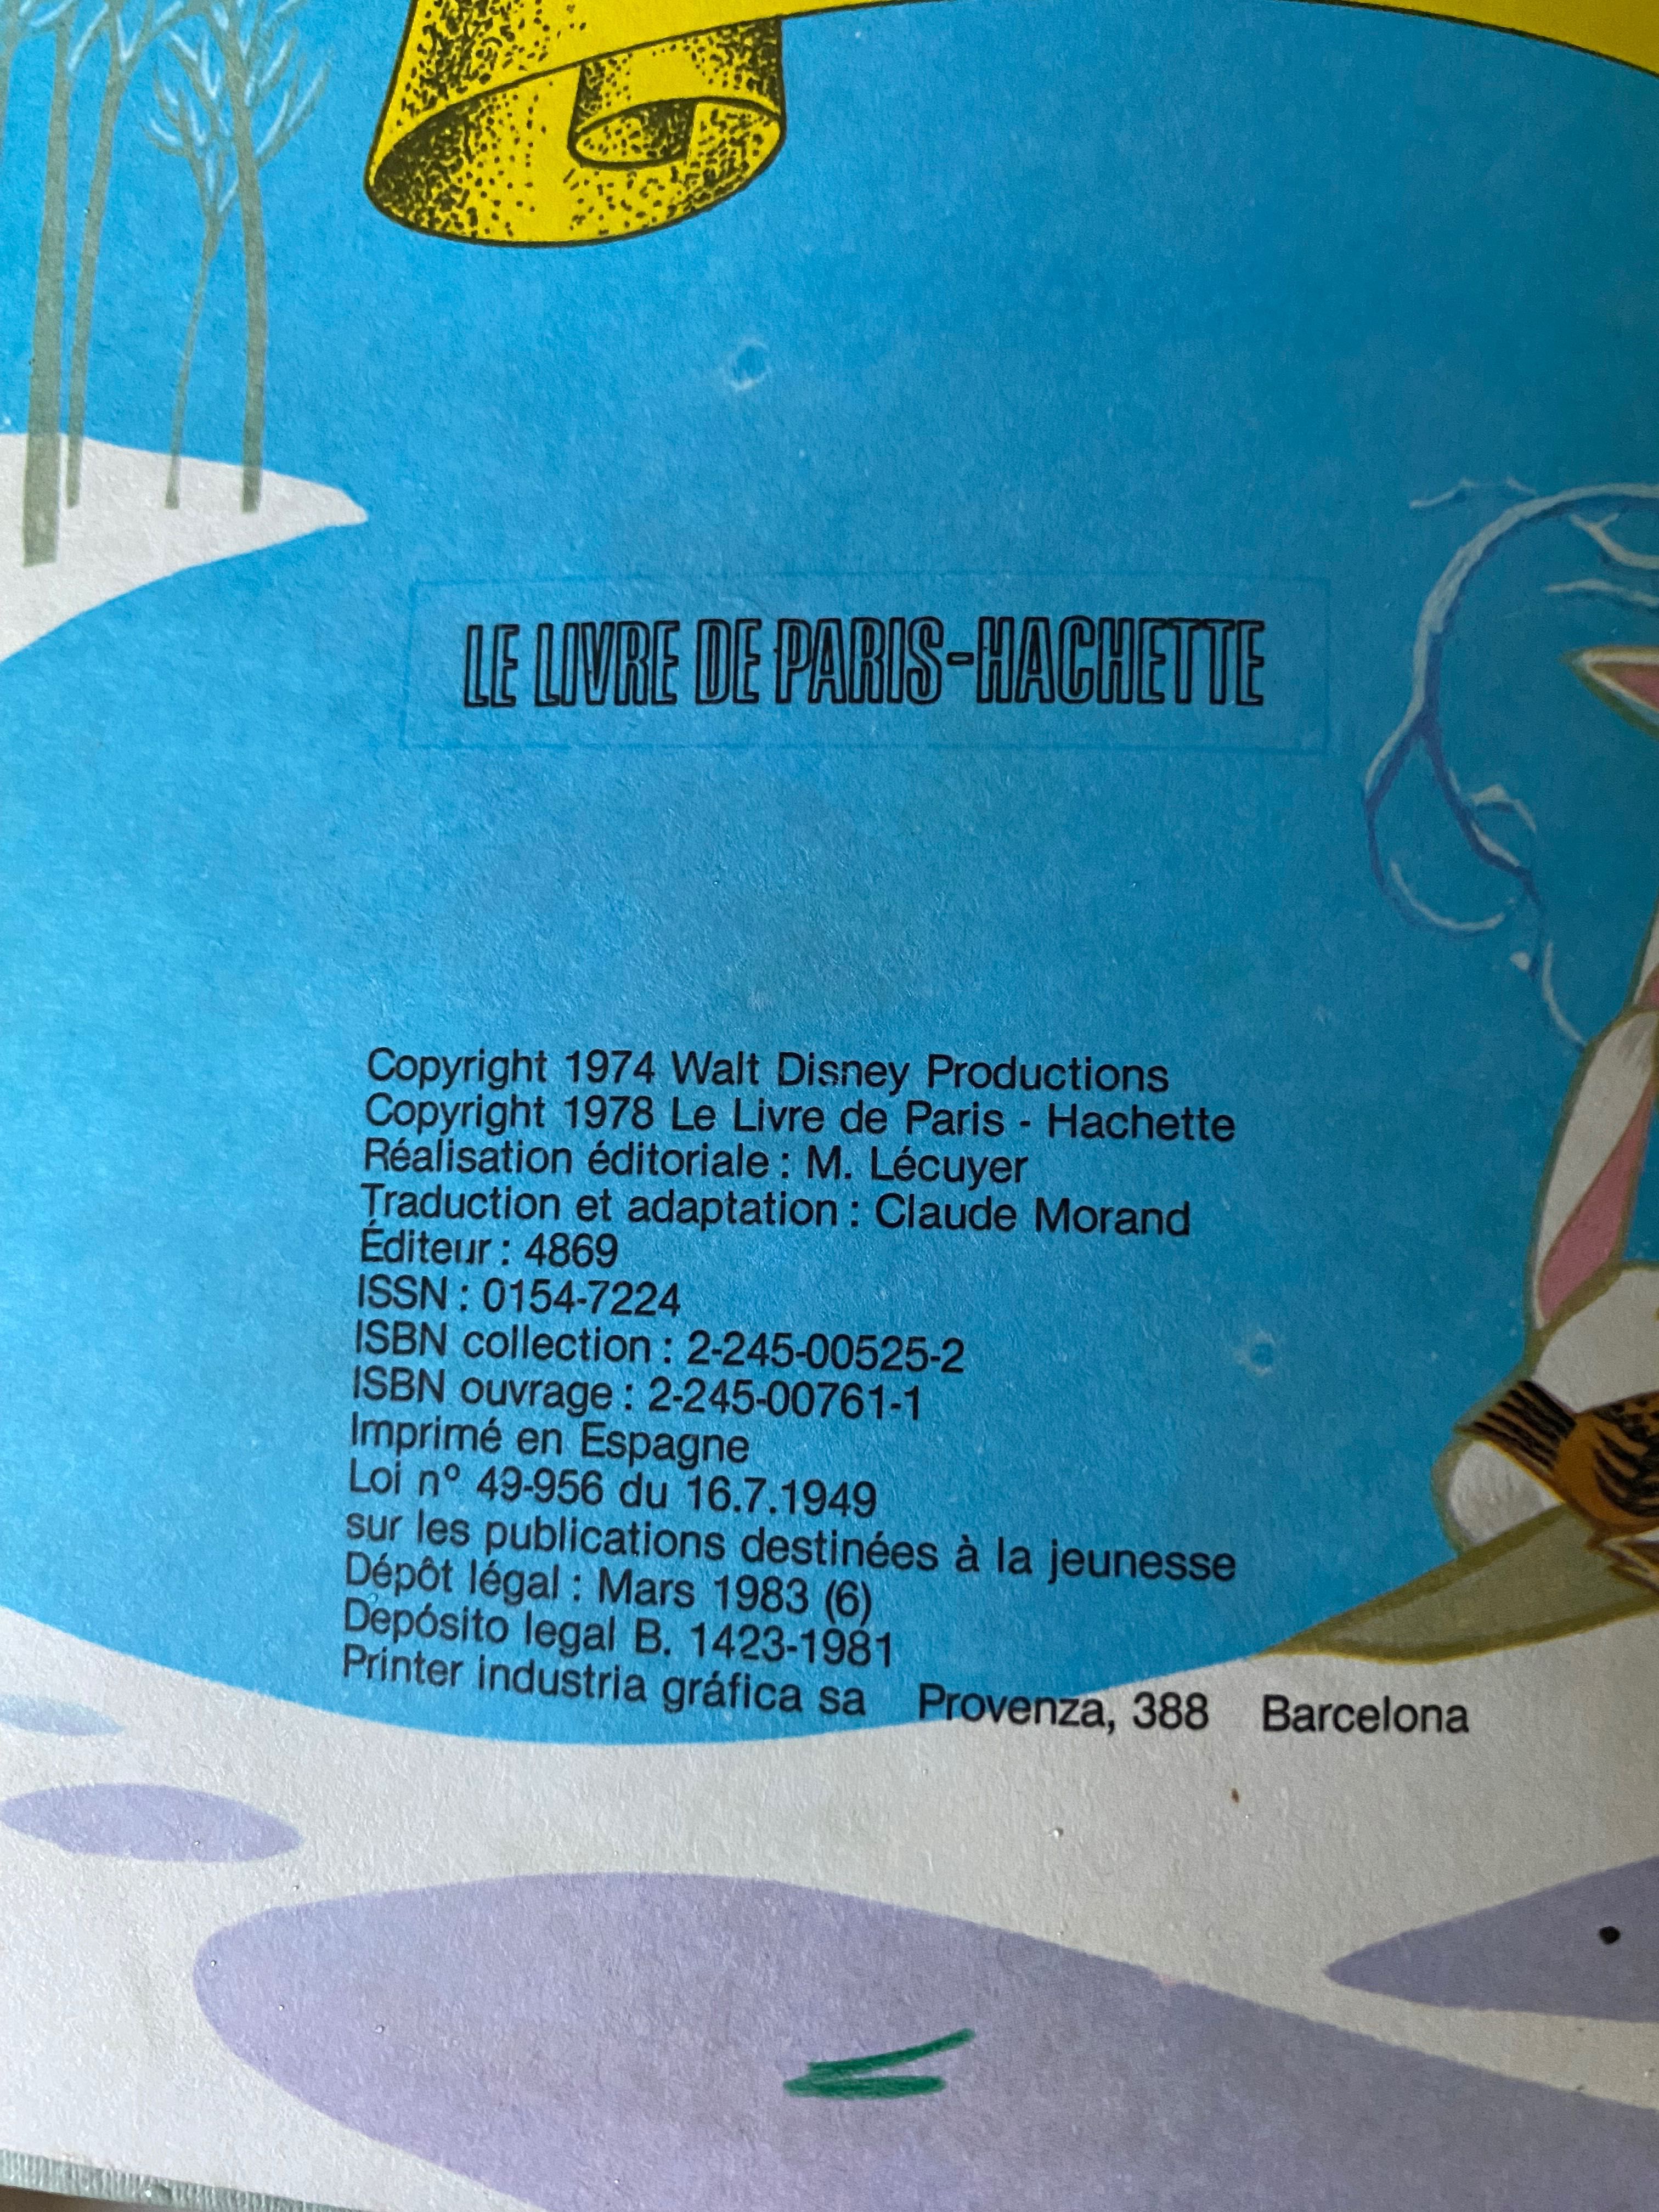 LE LIVRE DE PARIS-HACHETTE
Copyright 1974 Walt Disney Productions
Copyright 1978 Le Livre de Paris - Hachette
Réalisation éditoriale : M. Lécuyer
Traduction et adaptation : Claude Morand
Éditeur : 4869
ISSN : 0154-7224
ISBN collection : 2-245-00525-2
ISBN ouvrage : 2-245-00761-1
Imprimé en Espagne
Loi nº 49-956 du 16.7.1949
sur les publications destinées à la jeunesse
Dépôt légal : Mars 1983 (6)
Depósito legal B. 1423-1981
Printer industria gráfica sa Provenza, 388 Barcelona